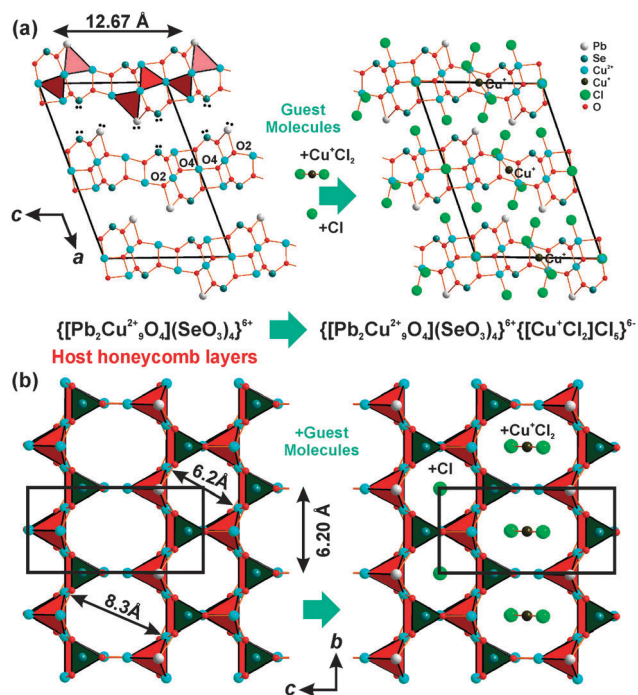 (a)
12.67 Å
Pb
Se
Cu²⁺
Cu⁺
Cl
O
Cu⁺
Guest
Molecules
+Cu⁺Cl₂
+Cl
O2
O4
O4
O2
Cu⁺
c
a
Cu⁺
{[Pb₂Cu²⁺₉O₄](SeO₃)₄}⁶⁺
{[Pb₂Cu²⁺₉O₄](SeO₃)₄}⁶⁺{[Cu⁺Cl₂]Cl₅}⁶⁻
Host honeycomb layers
(b)
+Guest
Molecules
+Cu⁺Cl₂
+Cl
6.2Å
6.20 Å
8.3Å
b
c